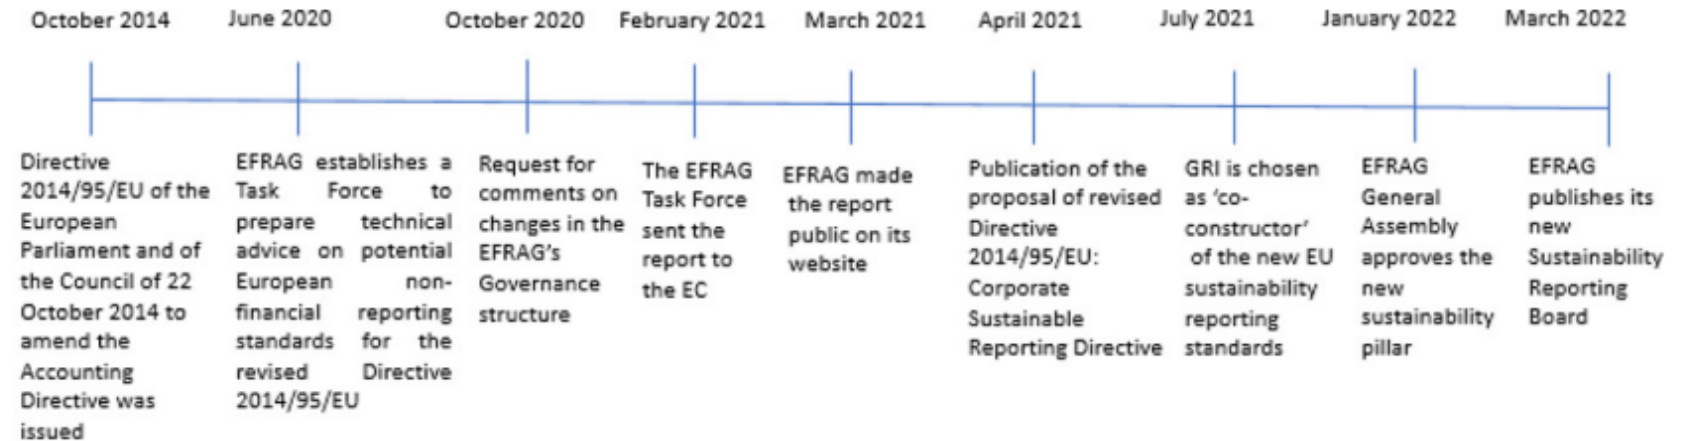 October 2014
June 2020
October 2020
February 2021
March 2021
April 2021
July 2021
January 2022
March 2022
Directive
2014/95/EU of the
European
Parliament and of
the Council of 22
October 2014 to
amend the
Accounting
Directive was
issued
EFRAG establishes a
Task Force to
prepare technical
advice on potential
European non-
financial reporting
standards for the
revised Directive
2014/95/EU
Request for
comments on
changes in the
EFRAG's
Governance
structure
The EFRAG
Task Force
sent the
report to
the EC
EFRAG made
the report
public on its
website
Publication of the
proposal of revised
Directive
2014/95/EU:
Corporate
Sustainable
Reporting Directive
GRI is chosen
as 'co-
constructor'
of the new EU
sustainability
reporting
standards
EFRAG
General
Assembly
approves the
new
sustainability
pillar
EFRAG
publishes its
new
Sustainability
Reporting
Board